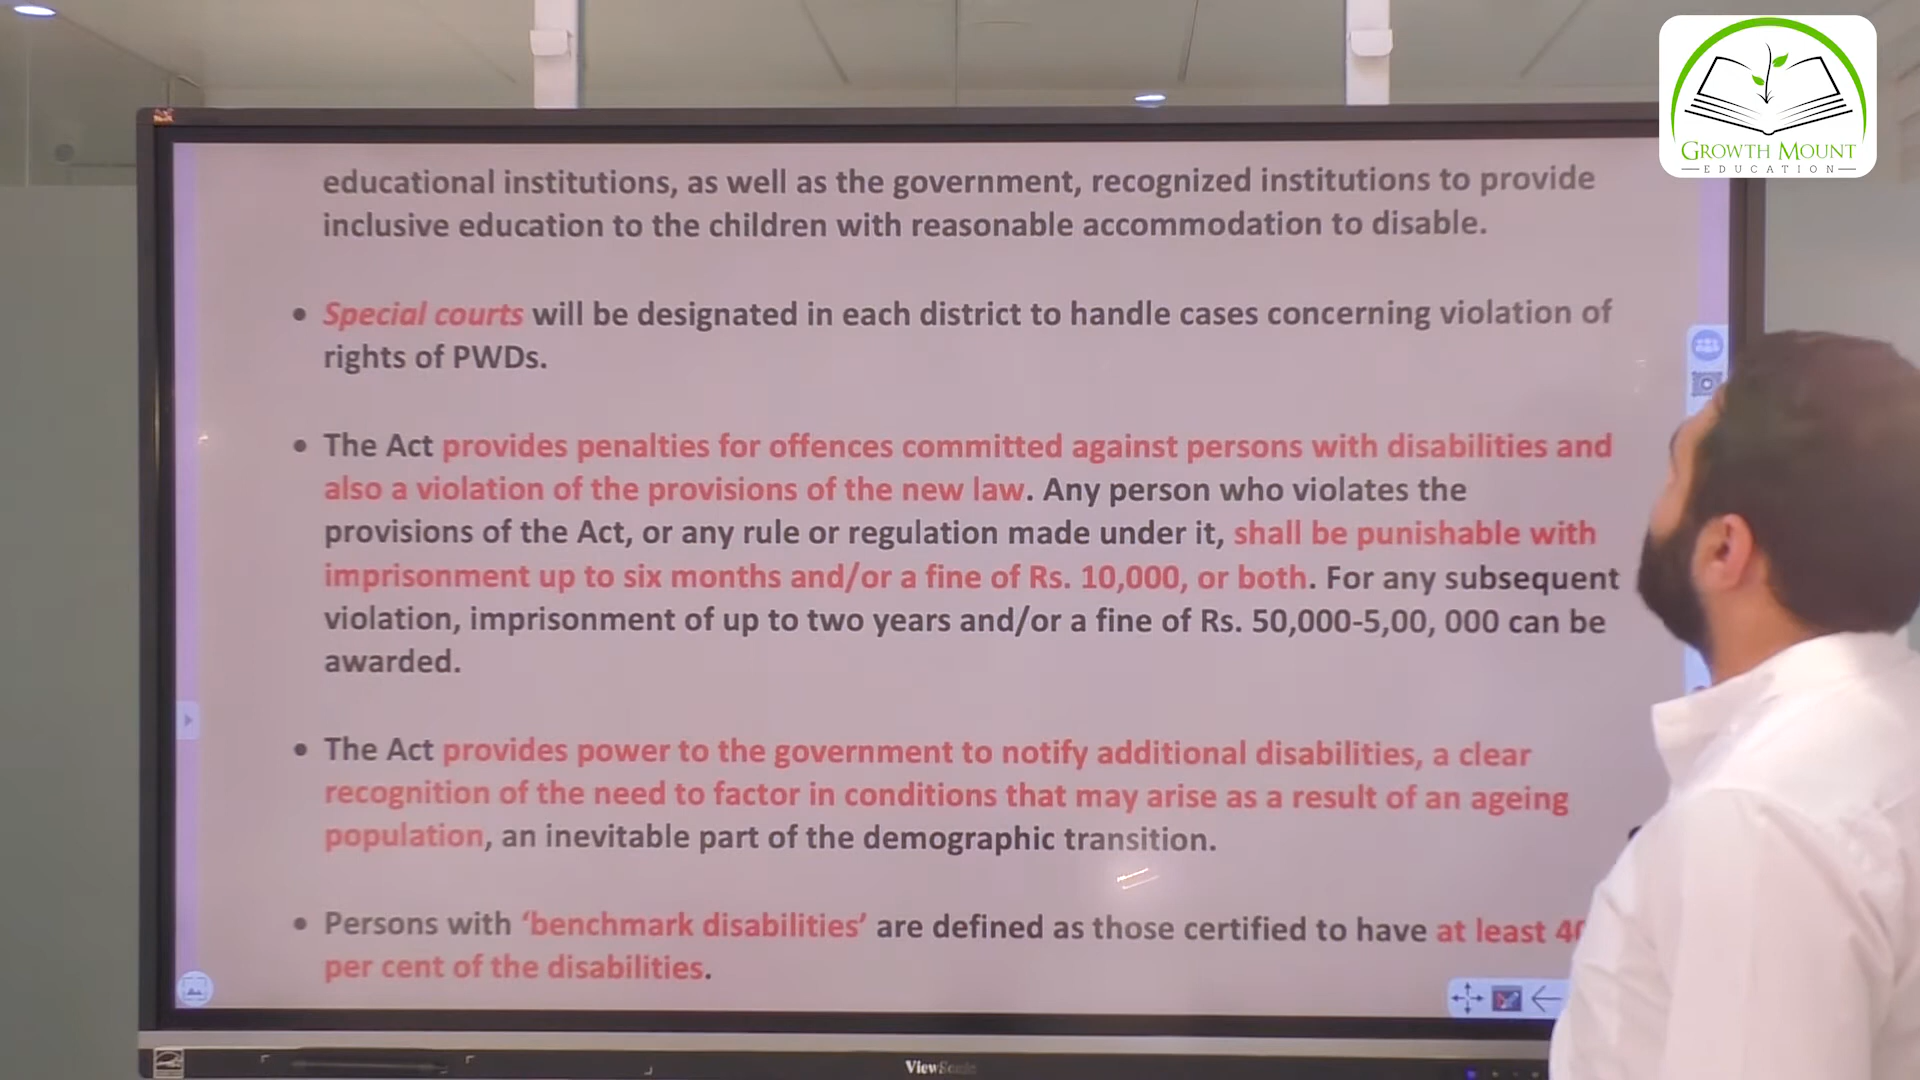 GROWTH MOUNT
EDUCATION
educational institutions, as well as the government, recognized institutions to provide
inclusive education to the children with reasonable accommodation to disable.
• Special courts will be designated in each district to handle cases concerning violation of
rights of PWDs.
• The Act provides penalties for offences committed against persons with disabilities and
also a violation of the provisions of the new law. Any person who violates the
provisions of the Act, or any rule or regulation made under it, shall be punishable with
imprisonment up to six months and/or a fine of Rs. 10,000, or both. For any subsequent
violation, imprisonment of up to two years and/or a fine of Rs. 50,000-5,00, 000 can be
awarded.
• The Act provides power to the government to notify additional disabilities, a clear
recognition of the need to factor in conditions that may arise as a result of an ageing
population, an inevitable part of the demographic transition.
• Persons with ‘benchmark disabilities’ are defined as those certified to have at least
per cent of the disabilities.
ViewSonic